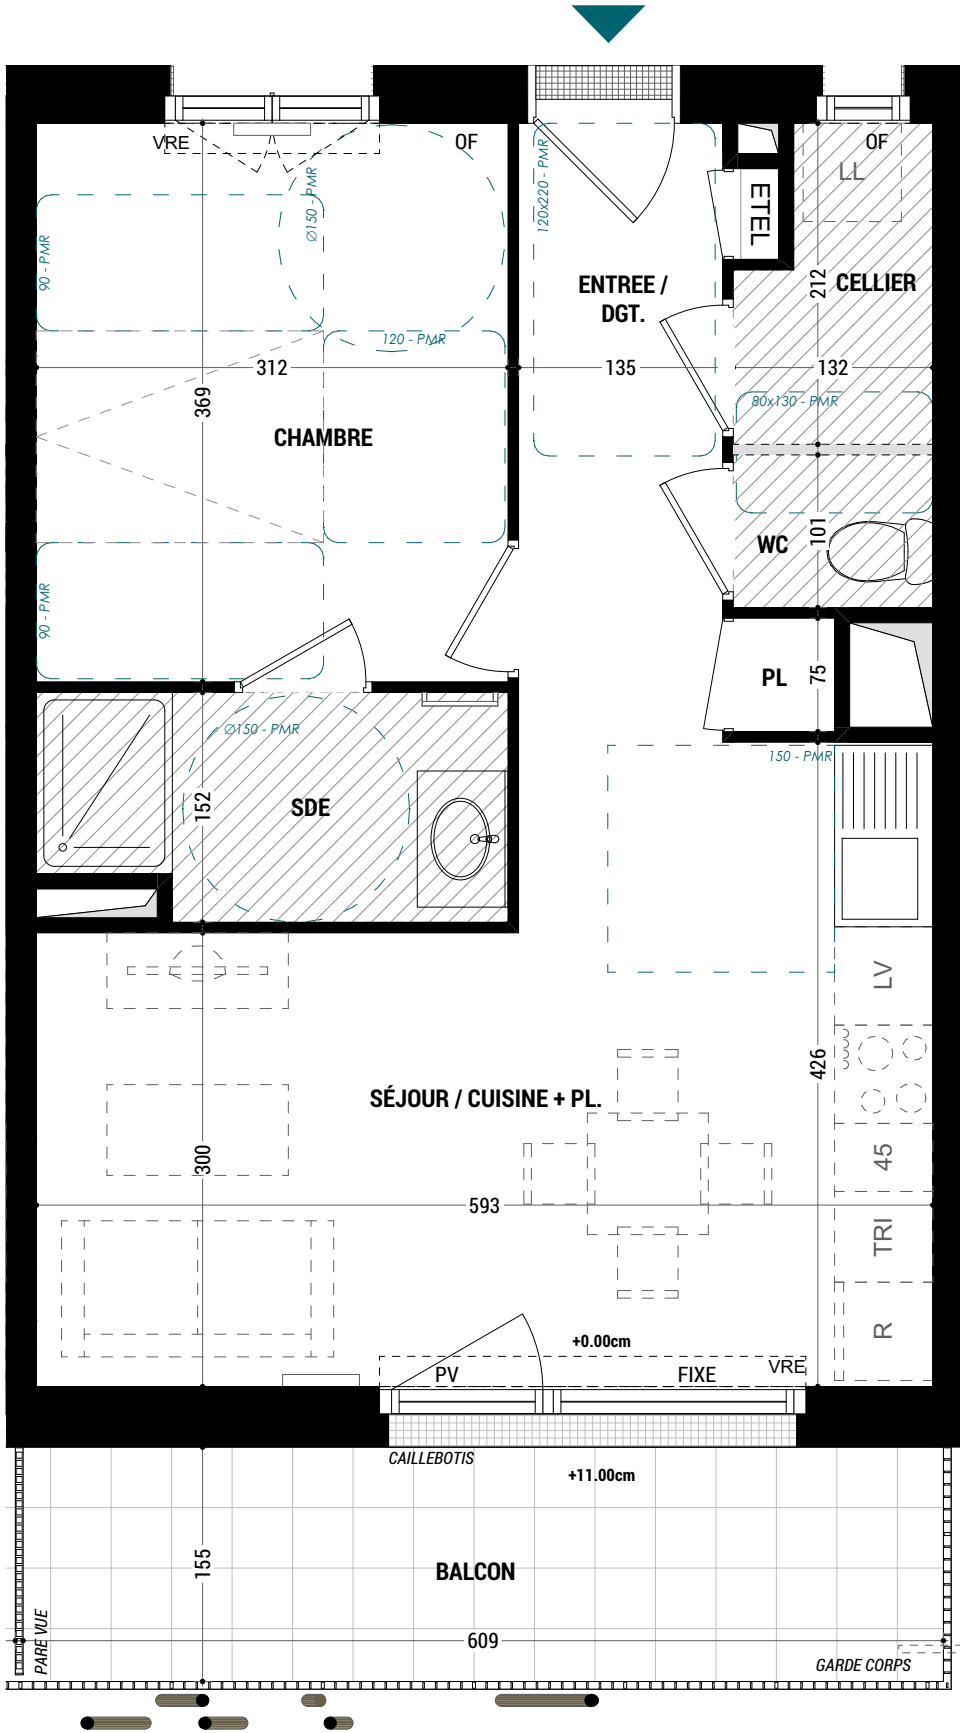 VRE
OF
OF
LL
Ø150 - PMR
120x220 - PMR
ETEL
90 - PMR
ENTREE /
DGT.
212
CELLIER
120 - PMR
312
135
132
369
80x130 - PMR
CHAMBRE
101
WC
90 - PMR
PL
75
Ø150 - PMR
150 - PMR
152
SDE
LV
426
SÉJOUR / CUISINE + PL.
300
45
593
TRI
R
+0.00cm
PV
FIXE
VRE
CAILLEBOTIS
+11.00cm
155
BALCON
PARE VUE
609
GARDE CORPS